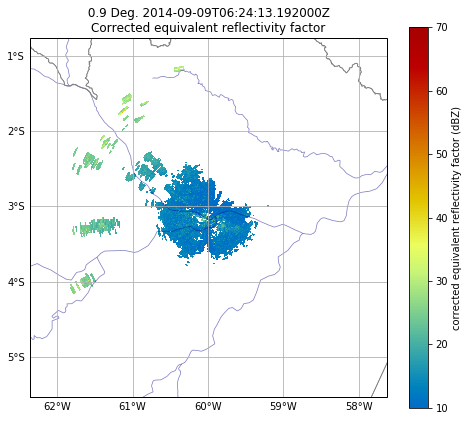 0.9 Deg. 2014-09-09T06:24:13.192000Z
Corrected equivalent reflectivity factor
1°S
2°S
3°S
4°S
5°S
62°W
61°W
60°W
59°W
58°W
70
60
50
40
30
20
10
corrected equivalent reflectivity factor (dBZ)